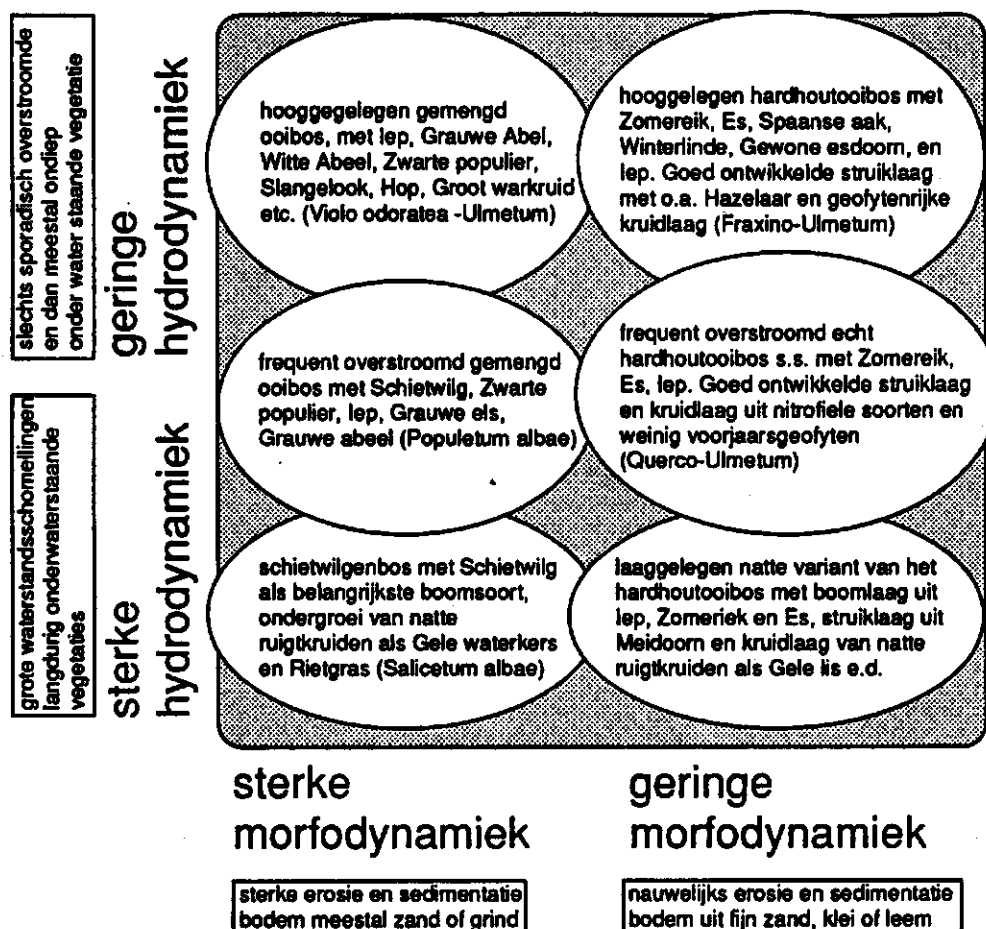 slechts sporadisch overstroomde
en dan meestal ondiep
onder water staande vegetatie
geringe
hydrodynamiek
grote waterstandsschomellingen
langdurig onderwaterstaande
vegetaties
sterke
hydrodynamiek
hooggegelegen gemengd
ooibos, met Iep, Grauwe Abel,
Witte Abeel, Zwarte populier,
Slangelook, Hop, Groot warkruid
etc. (Violo odoratea -Ulmetum)
hooggelegen hardhoutooibos met
Zomereik, Es, Spaanse aak,
Winterlinde, Gewone esdoorn, en
Iep. Goed ontwikkelde struiklaag
met o.a. Hazelaar en geofytenrijke
kruidlaag (Fraxino-Ulmetum)
frequent overstroomd gemengd
ooibos met Schietwilg, Zwarte
populier, Iep, Grauwe els,
Grauwe abeel (Populetum albae)
frequent overstroomd echt
hardhoutooibos s.s. met Zomereik,
Es, Iep. Goed ontwikkelde struiklaag
en kruidlaag uit nitrofiele soorten en
weinig voorjaarsgeofyten
(Querco-Ulmetum)
schietwilgenbos met Schietwilg
als belangrijkste boomsoort,
ondergroei van natte
ruigtkruiden als Gele waterkers
en Rietgras (Salicetum albae)
laaggelegen natte variant van het
hardhoutooibos met boomlaag uit
Iep, Zomeriek en Es, struiklaag uit
Meidoorn en kruidlaag van natte
ruigtkruiden als Gele lis e.d.
sterke
morfodynamiek
geringe
morfodynamiek
sterke erosie en sedimentatie
bodem meestal zand of grind
nauwelijks erosie en sedimentatie
bodem uit fijn zand, klei of leem